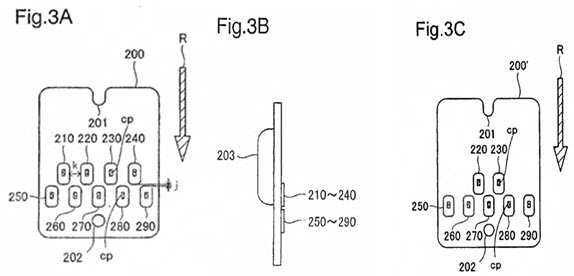 Fig.3A
R
200
201
210 220 230 cp 240
k
j
250
260 270 280 290
202
cp
Fig.3B
203
210~240
250~290
Fig.3C
R
200'
201
220 230 cp
250
260 270 280 290
202
cp